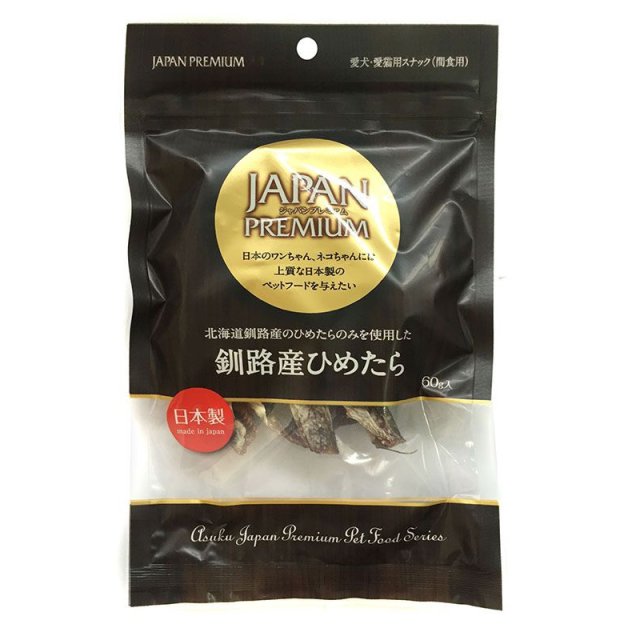 JAPAN PREMIUM
愛犬・愛猫用スナック(間食用)
JAPAN
ジャパンプレミアム
PREMIUM
日本のワンちゃん、ネコちゃんには
上質な日本製の
ペットフードを与えたい
北海道釧路産のひめたらのみを使用した
釧路産ひめたら
60g入
日本製
made in japan
Asuku Japan Premium Pet Food Series